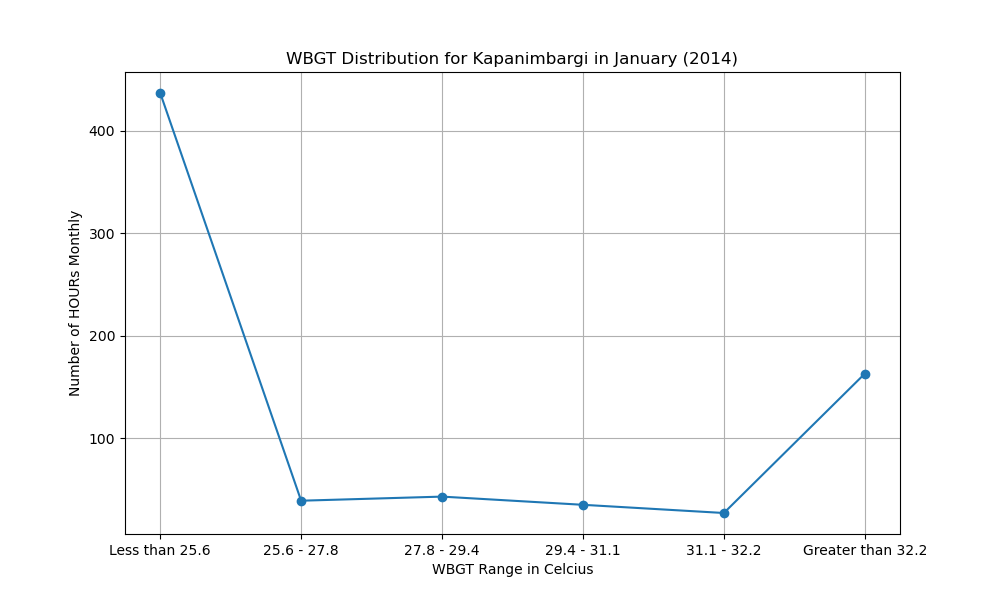 WBGT Distribution for Kapanimbargi in January (2014)
Number of HOURs Monthly
400
300
200
100
Less than 25.6
25.6 - 27.8
27.8 - 29.4
29.4 - 31.1
31.1 - 32.2
Greater than 32.2
WBGT Range in Celcius